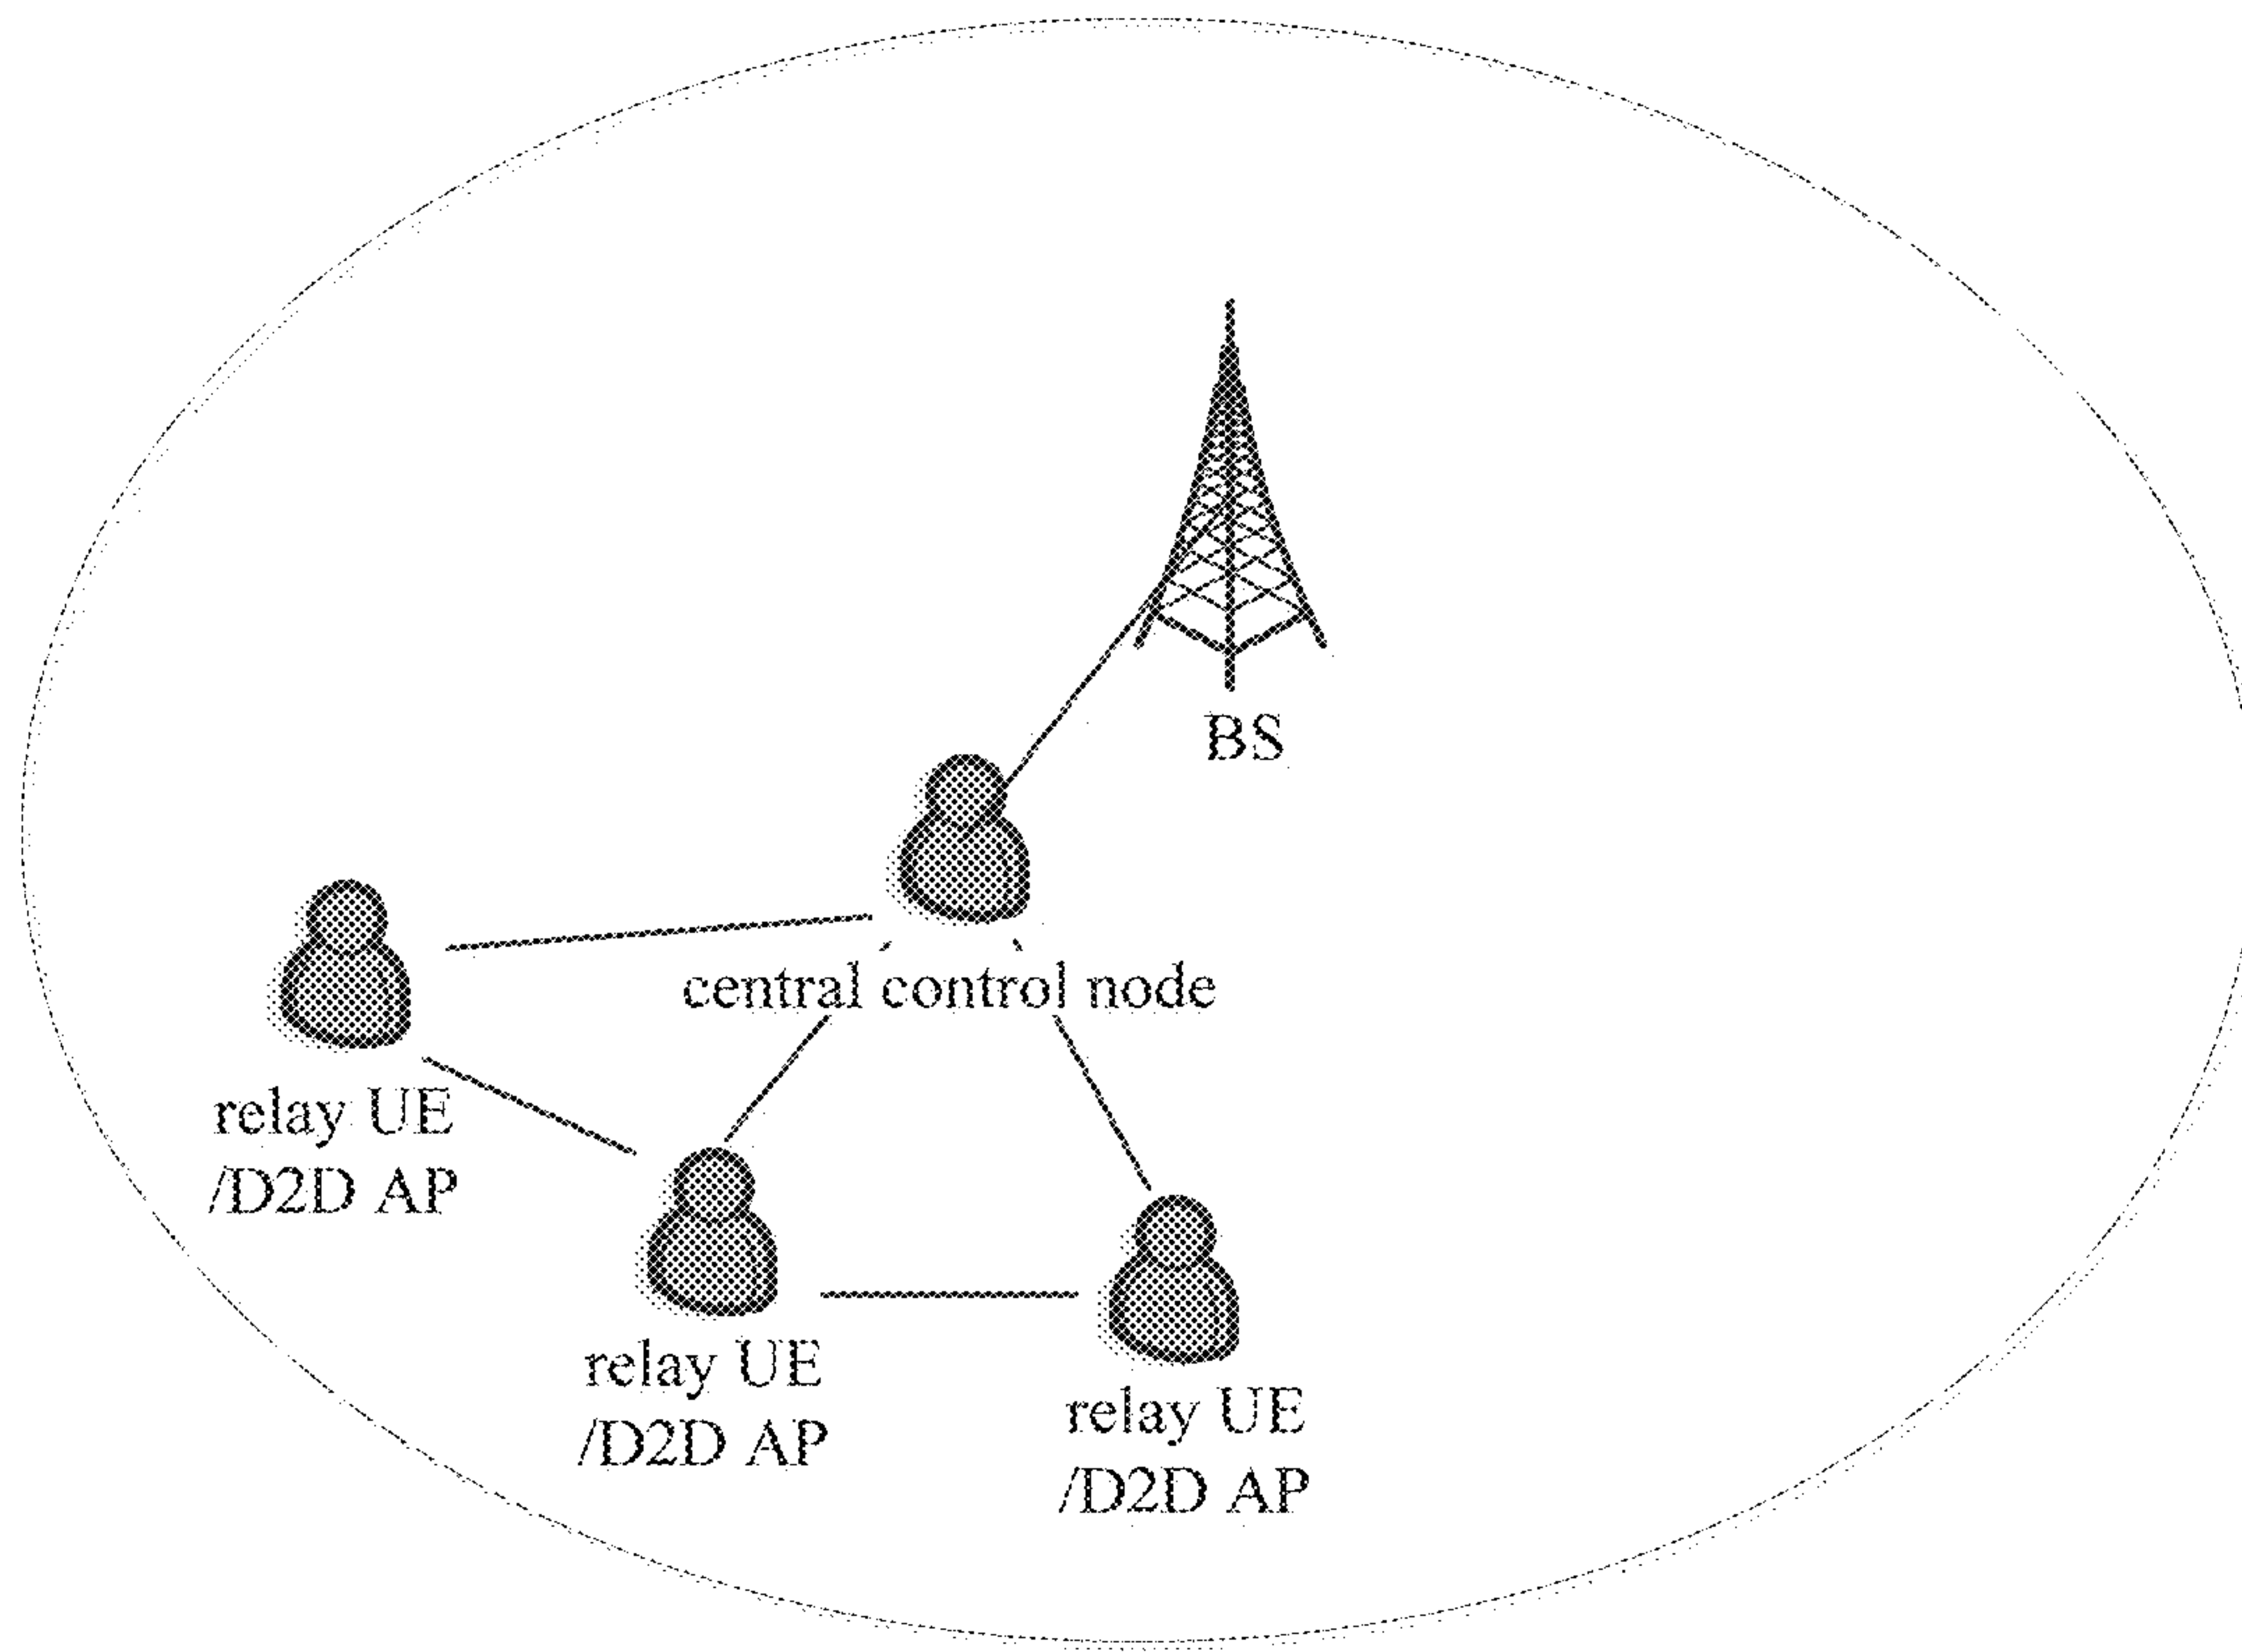 BS
central control node
relay UE
/D2D AP
relay UE
/D2D AP
relay UE
/D2D AP